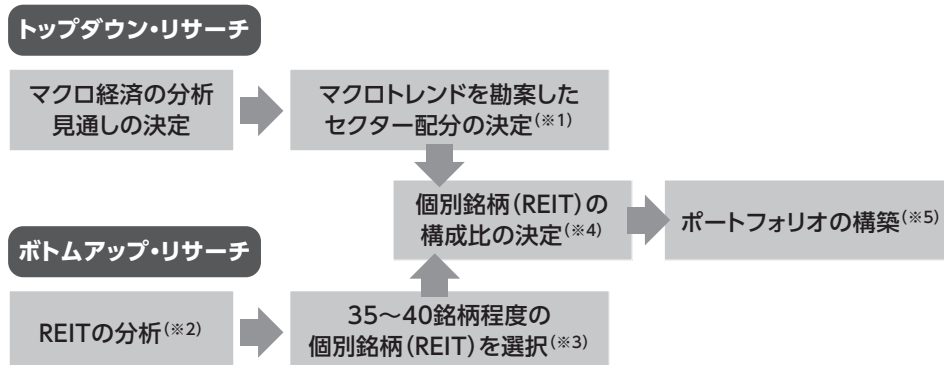 トップダウン・リサーチ
マクロ経済の分析
見通しの決定
マクロトレンドを勘案した
セクター配分の決定(※1)
個別銘柄(REIT)の
構成比の決定(※4)
ポートフォリオの構築(※5)
ボトムアップ・リサーチ
REITの分析(※2)
35〜40銘柄程度の
個別銘柄(REIT)を選択(※3)